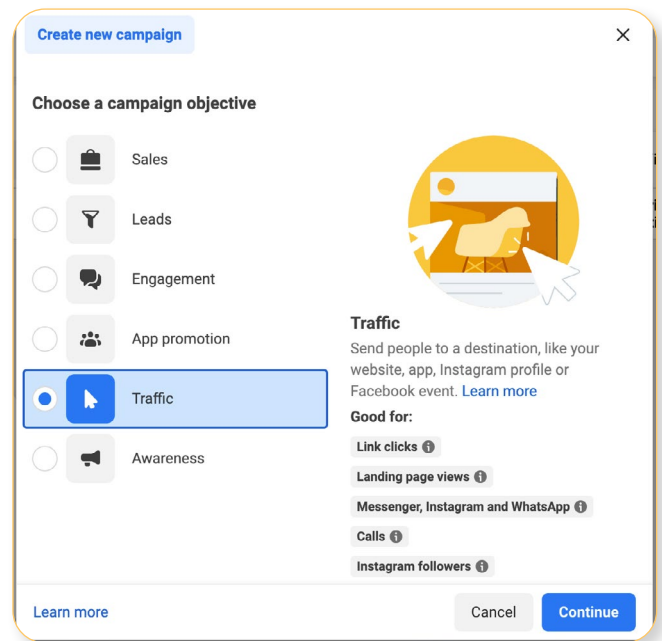 Create new campaign
Choose a campaign objective
Sales
Leads
Engagement
App promotion
Traffic
Awareness
Traffic
Send people to a destination, like your
website, app, Instagram profile or
Facebook event. Learn more
Good for:
Link clicks
Landing page views
Messenger, Instagram and WhatsApp
Calls
Instagram followers
Learn more
Cancel
Continue